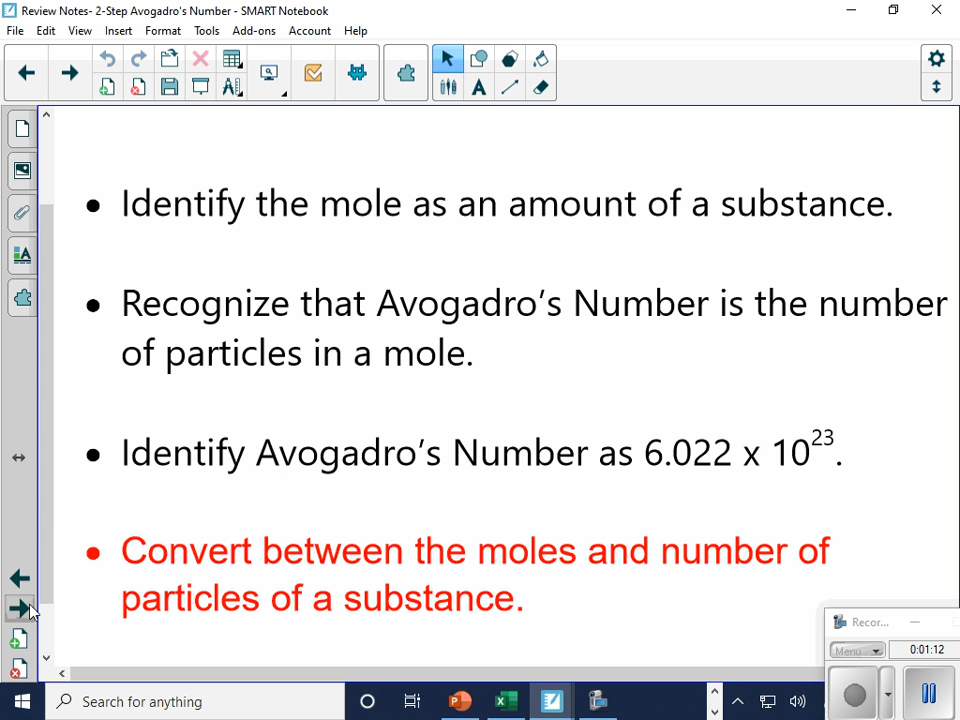 Review Notes- 2-Step Avogadro's Number - SMART Notebook
File Edit View Insert Format Tools Add-ons Account Help
• Identify the mole as an amount of a substance.
• Recognize that Avogadro's Number is the number
of particles in a mole.
• Identify Avogadro's Number as 6.022 x 10²³.
• Convert between the moles and number of
particles of a substance.
Recor...
Menu
0:01:12
Search for anything